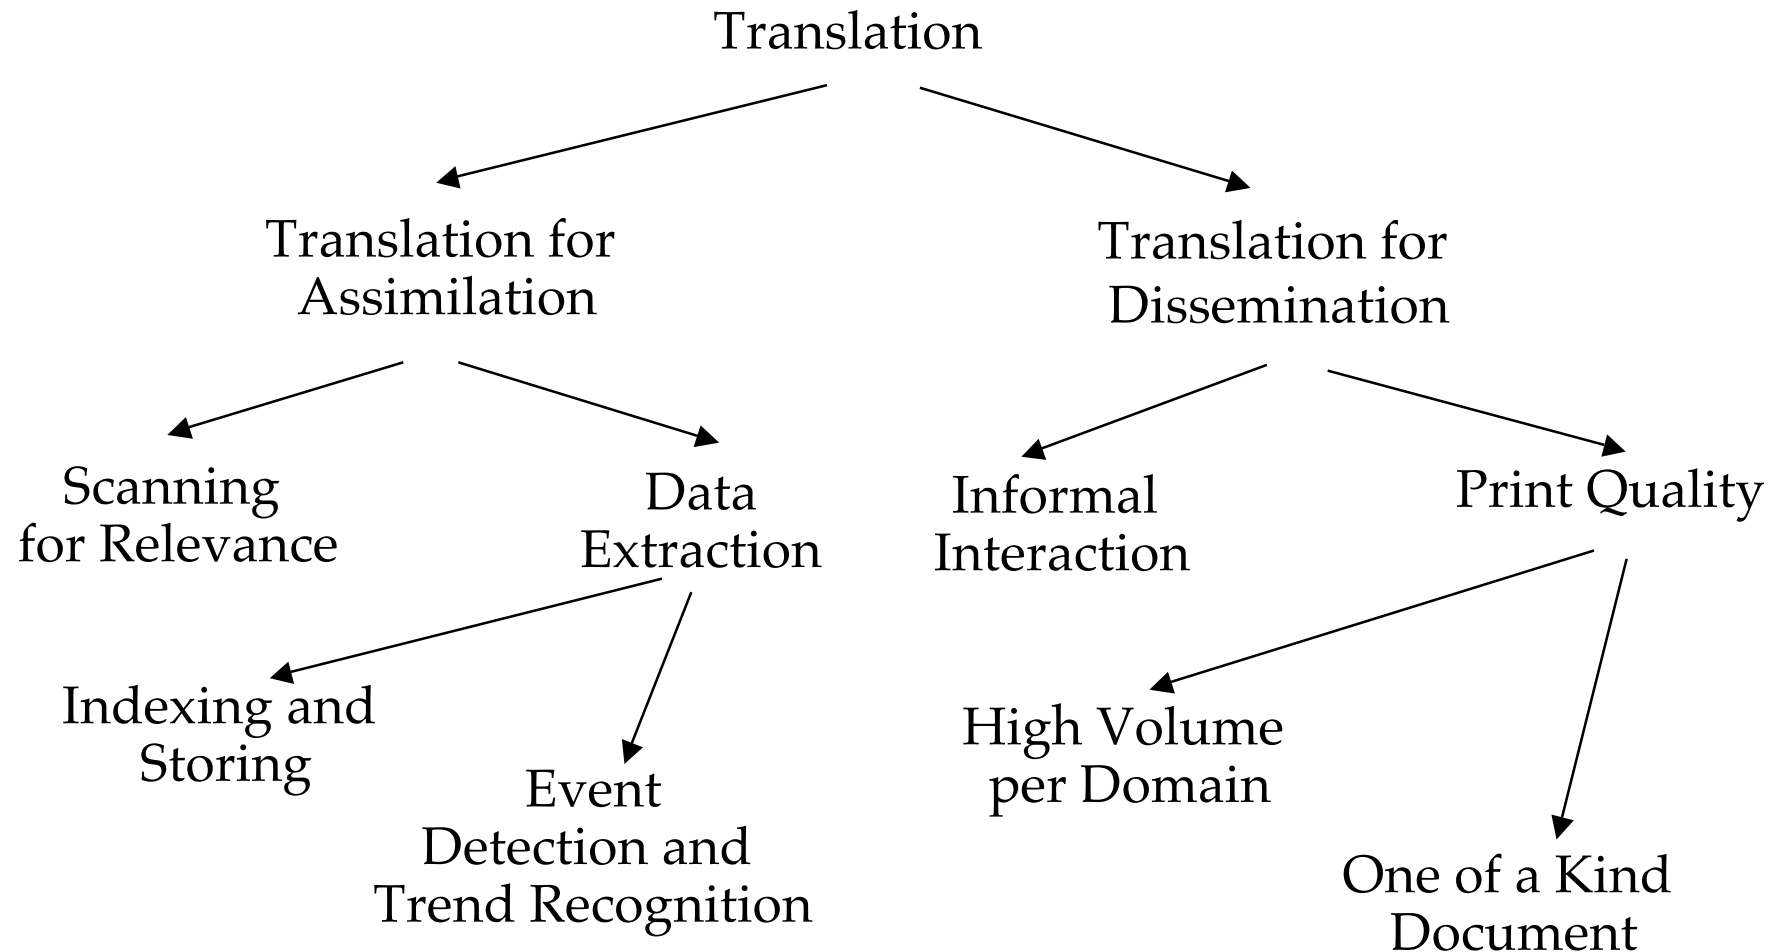 Translation
Translation for
Assimilation
Translation for
Dissemination
Scanning
for Relevance
Data
Extraction
Informal
Interaction
Print Quality
Indexing and
Storing
Event
Detection and
Trend Recognition
High Volume
per Domain
One of a Kind
Document